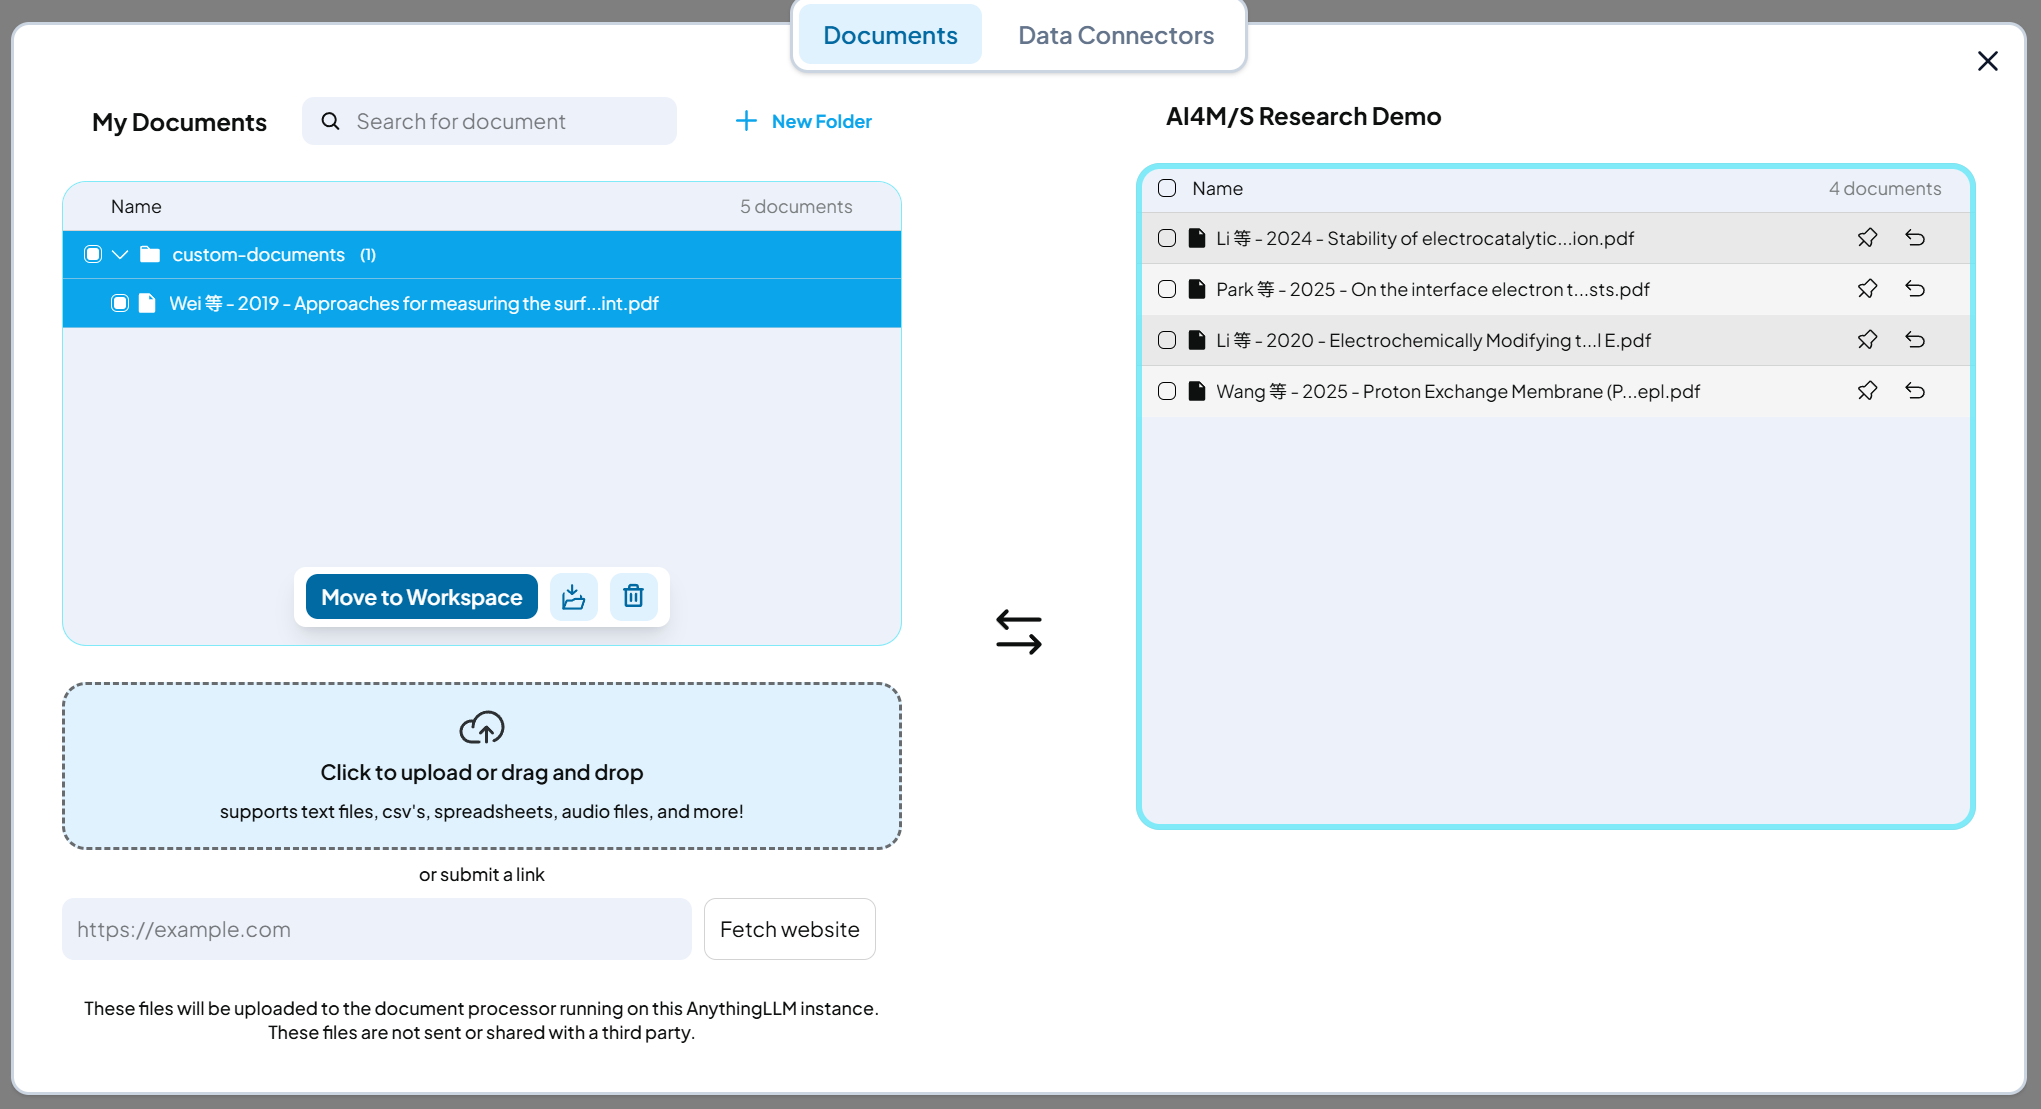 Documents
Data Connectors
My Documents
Search for document
New Folder
Name
5 documents
custom-documents (1)
Wei 等 - 2019 - Approaches for measuring the surf...int.pdf
Move to Workspace
Click to upload or drag and drop
supports text files, csv's, spreadsheets, audio files, and more!
or submit a link
https://example.com
Fetch website
These files will be uploaded to the document processor running on this AnythingLLM instance.
These files are not sent or shared with a third party.
AI4M/S Research Demo
Name
4 documents
Li 等 - 2024 - Stability of electrocatalytic...ion.pdf
Park 等 - 2025 - On the interface electron t...sts.pdf
Li 等 - 2020 - Electrochemically Modifying t...l E.pdf
Wang 等 - 2025 - Proton Exchange Membrane (P...epl.pdf